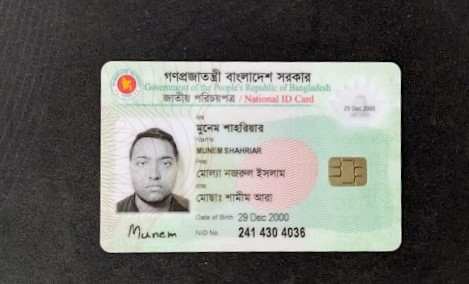 গণপ্রজাতন্ত্রী বাংলাদেশ সরকার
Government of the People's Republic of Bangladesh
জাতীয় পরিচয়পত্র / National ID Card
29 Dec 2000
নাম
মুনেম শাহরিয়ার
Name
MUNEM SHAHRIAR
পিতা
মোল্যা নজরুল ইসলাম
মাতা
মোছাঃ শামীম আরা
Date of Birth 29 Dec 2000
Munem
NID No 241 430 4036